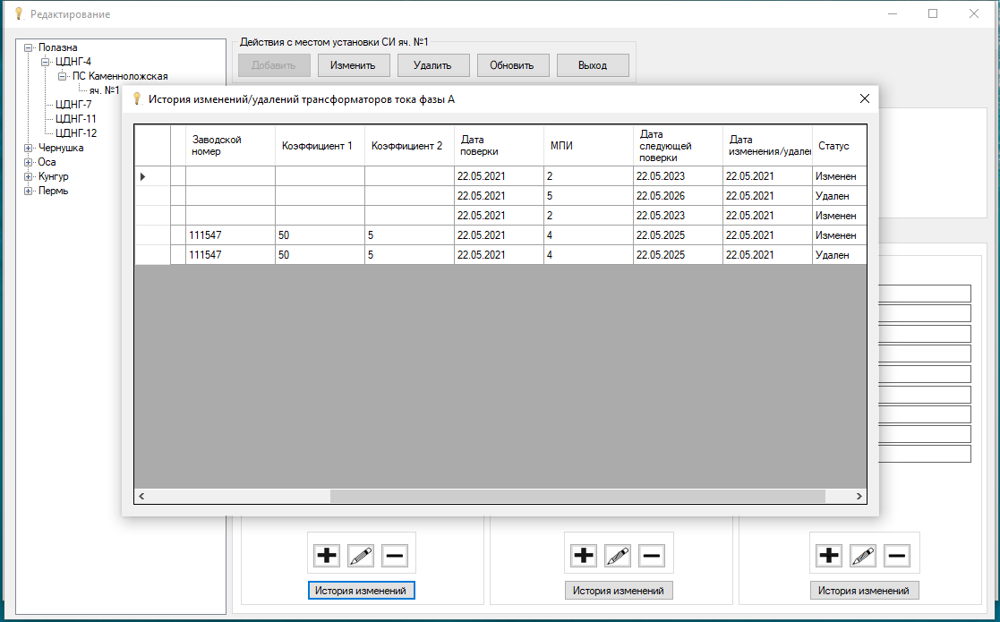 Редактирование
Полазна
ЦДНГ-4
ПС Каменноложская
яч. №1
ЦДНГ-7
ЦДНГ-11
ЦДНГ-12
Чернушка
Оса
Кунгур
Пермь
Действия с местом установки СИ яч. №1
Добавить Изменить Удалить Обновить Выход
История изменений/удалений трансформаторов тока фазы А
Заводской номер Коэффициент 1 Коэффициент 2 Дата поверки МПИ Дата следующей поверки Дата изменения/удален Статус
22.05.2021 2 22.05.2023 22.05.2021 Изменен
22.05.2021 5 22.05.2026 22.05.2021 Удален
22.05.2021 2 22.05.2023 22.05.2021 Изменен
111547 50 5 22.05.2021 4 22.05.2025 22.05.2021 Изменен
111547 50 5 22.05.2021 4 22.05.2025 22.05.2021 Удален
История изменений История изменений История изменений